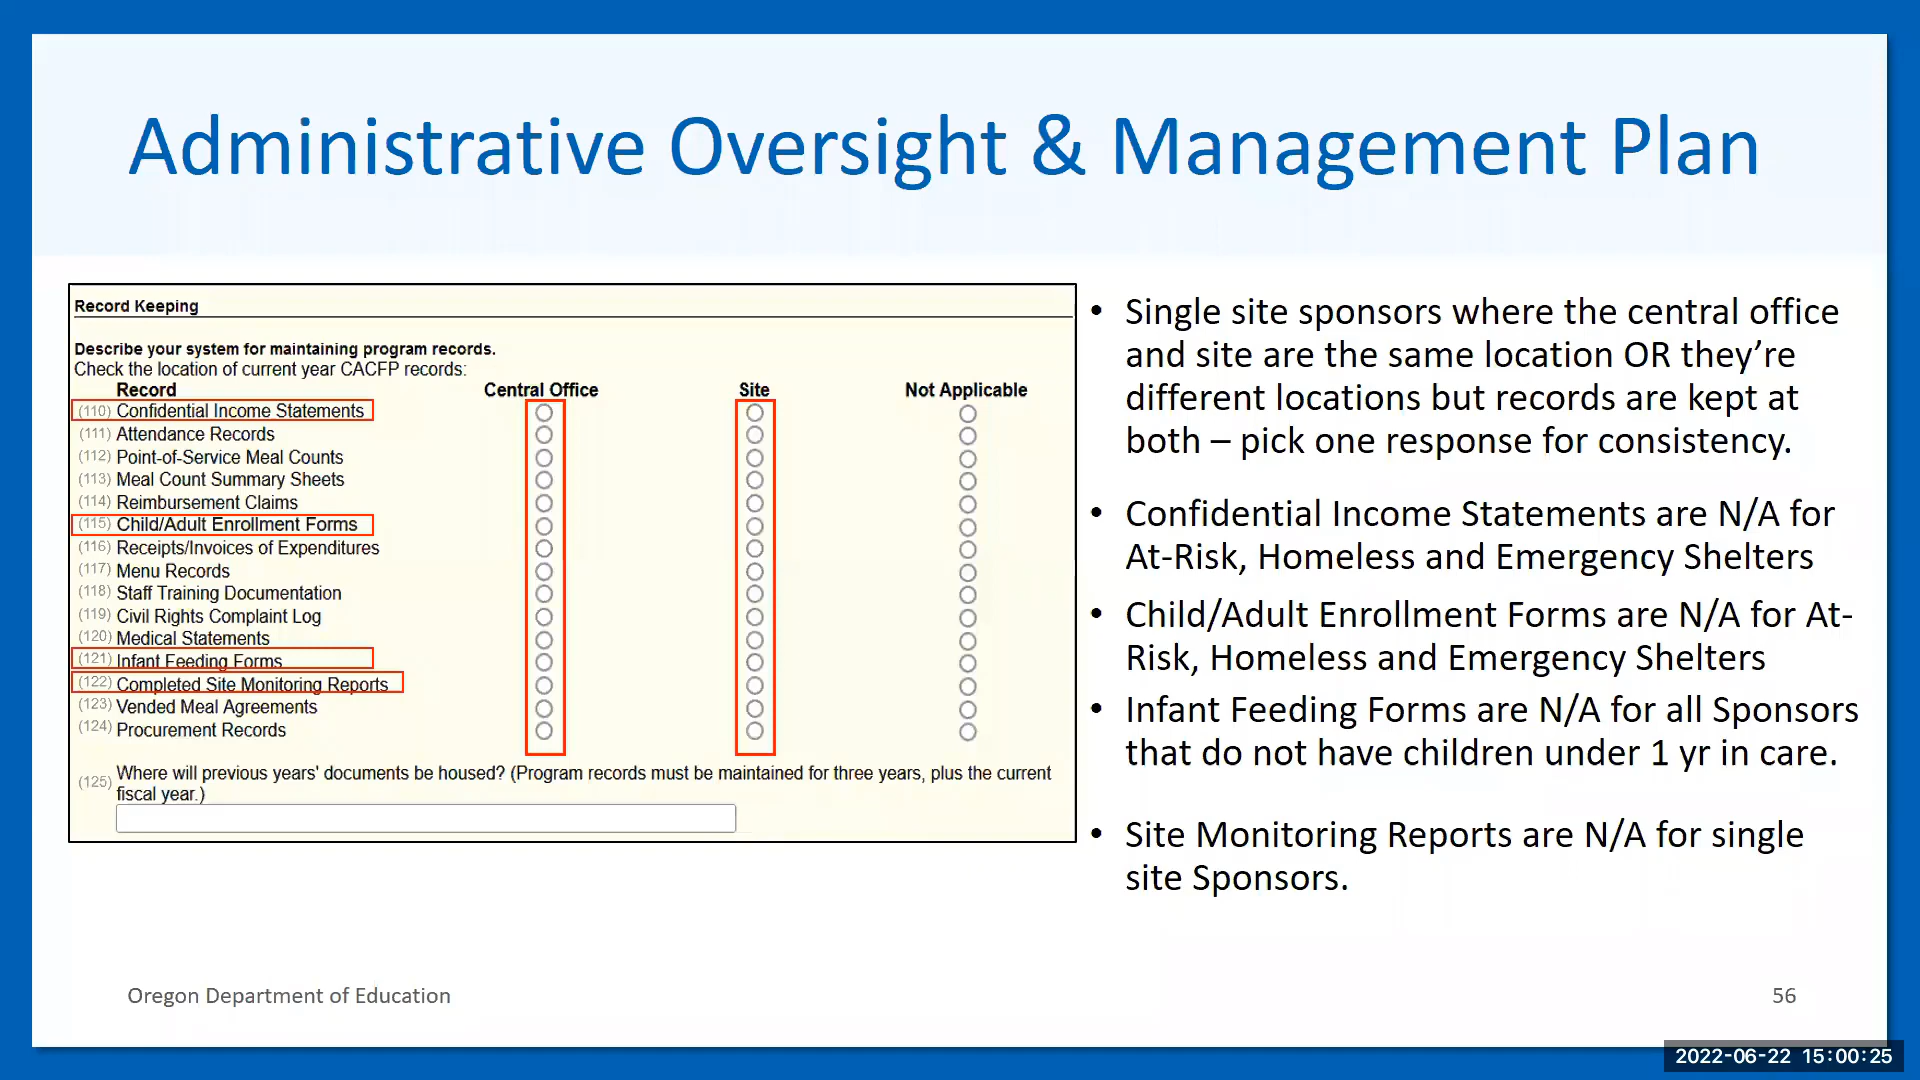 Administrative Oversight & Management Plan
Record Keeping
Describe your system for maintaining program records.
Check the location of current year CACFP records:
Record Central Office Site Not Applicable
(110) Confidential Income Statements
(111) Attendance Records
(112) Point-of-Service Meal Counts
(113) Meal Count Summary Sheets
(114) Reimbursement Claims
(115) Child/Adult Enrollment Forms
(116) Receipts/Invoices of Expenditures
(117) Menu Records
(118) Staff Training Documentation
(119) Civil Rights Complaint Log
(120) Medical Statements
(121) Infant Feeding Forms
(122) Completed Site Monitoring Reports
(123) Vended Meal Agreements
(124) Procurement Records
(125) Where will previous years' documents be housed? (Program records must be maintained for three years, plus the current
fiscal year.)
• Single site sponsors where the central office
and site are the same location OR they’re
different locations but records are kept at
both – pick one response for consistency.
• Confidential Income Statements are N/A for
At-Risk, Homeless and Emergency Shelters
• Child/Adult Enrollment Forms are N/A for At-
Risk, Homeless and Emergency Shelters
• Infant Feeding Forms are N/A for all Sponsors
that do not have children under 1 yr in care.
• Site Monitoring Reports are N/A for single
site Sponsors.
Oregon Department of Education
56
2022-06-22 15:00:25